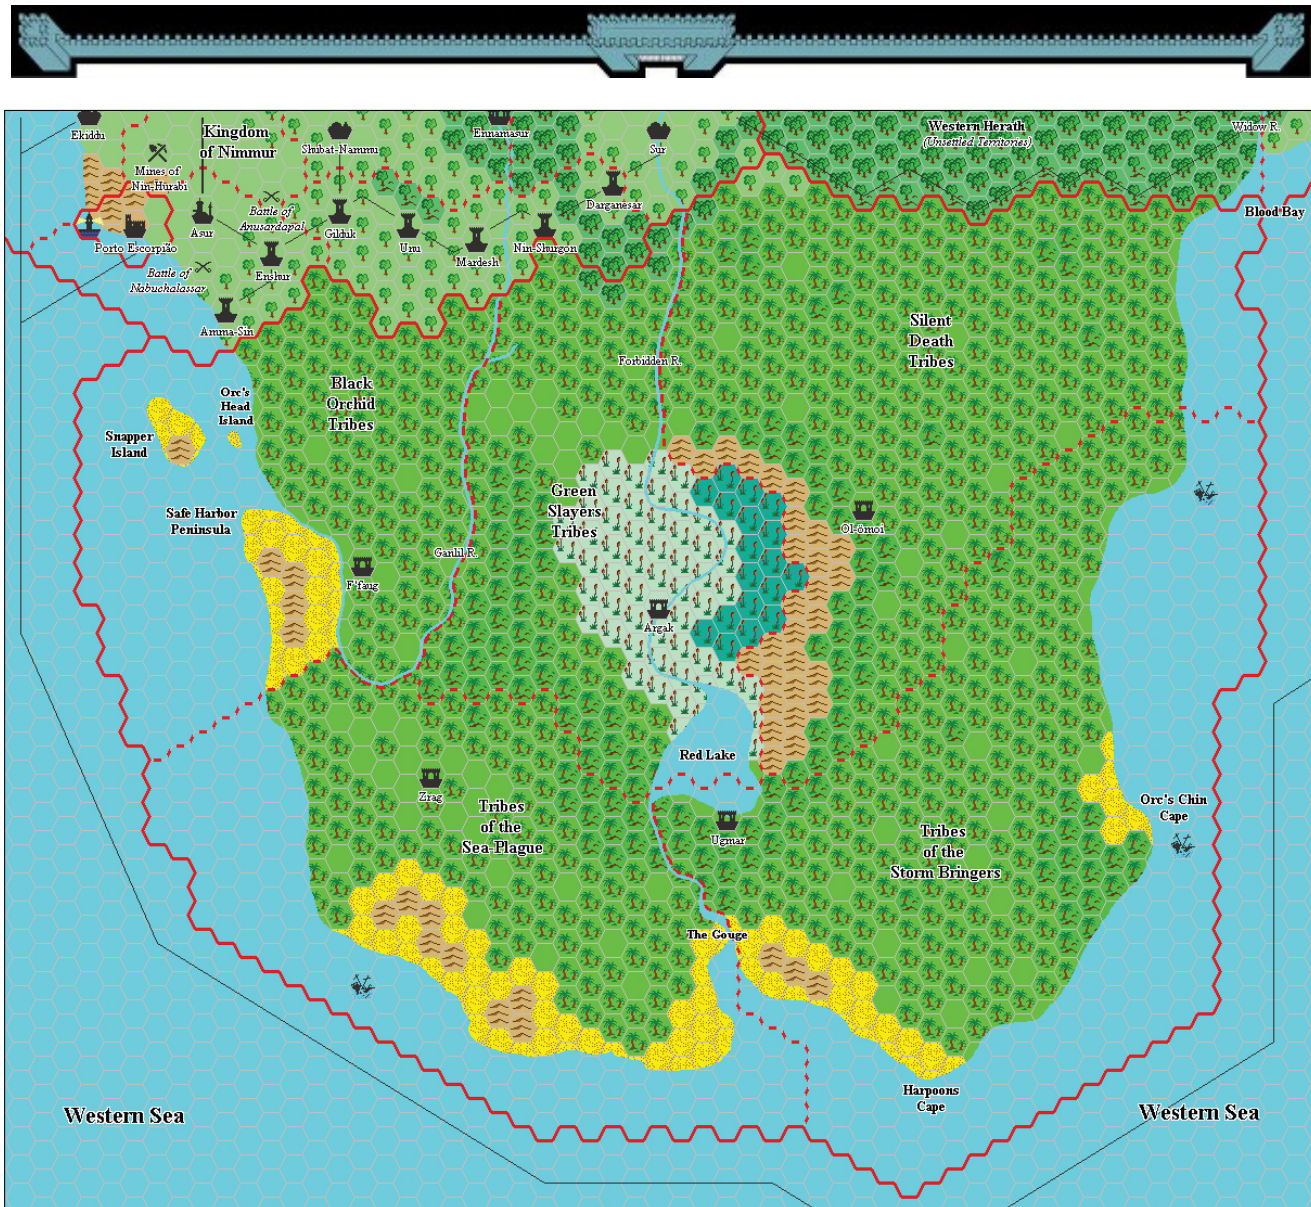 Ekiddu
Kingdom
of Nimmur
Shubat-Nammu
Ennamasur
Sur
Western Herath
(Unsettled Territories)
Widow R.
Mines of
Nin-Hurabi
Battle of
Anusardapal
Darganesar
Blood Bay
Porto Escorpião
Asur
Gilduk
Unu
Mardesh
Nin-Shurgon
Battle of
Nabuchalassar
Enshur
Amma-Sin
Silent
Death
Tribes
Forbidden R.
Black
Orchid
Tribes
Orc's
Head
Island
Snapper
Island
Green
Slayers
Tribes
Safe Harbor
Peninsula
Ol-omoi
Ganlil R.
F'faug
Argak
Red Lake
Zrag
Tribes
of the
Sea-Plague
Ugmar
Tribes
of the
Storm Bringers
Orc's Chin
Cape
The Gouge
Harpoons
Cape
Western Sea
Western Sea